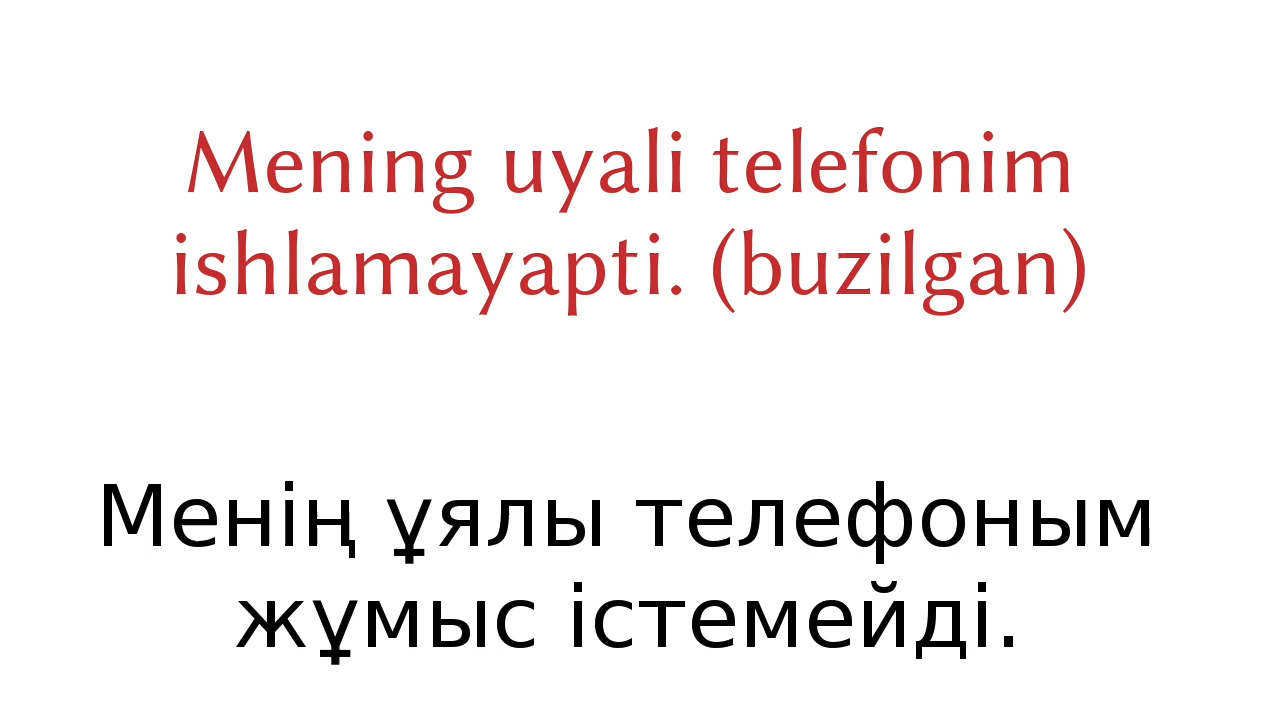 Mening uyali telefonim
ishlamayapti. (buzilgan)
Менің ұялы телефоным
жұмыс істемейді.